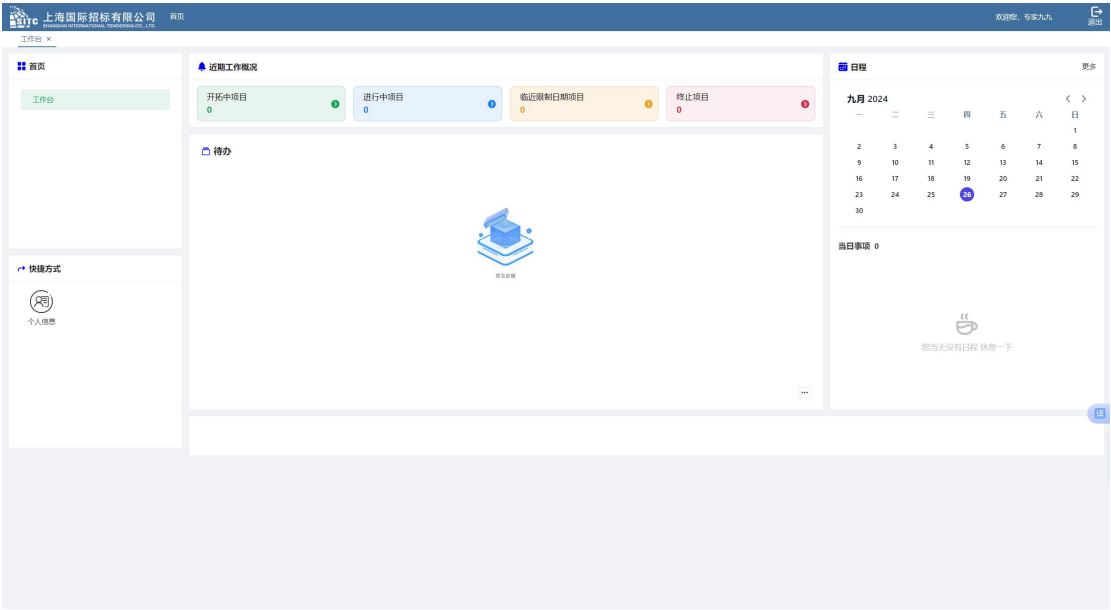 SITC 上海国际招标有限公司 首页 欢迎您，专家九九 退出
SHANGHAI INTERNATIONAL TENDERING CO., LTD.
工作台 ×
首页
工作台
快捷方式
个人信息
近期工作概况
开拓中项目 进行中项目 临近限制日期项目 终止项目
0 0 0 0
待办
暂无数据
日程 更多
九月 2024
一 二 三 四 五 六 日
1
2 3 4 5 6 7 8
9 10 11 12 13 14 15
16 17 18 19 20 21 22
23 24 25 26 27 28 29
30
当日事项 0
您当天没有日程 休息一下
译